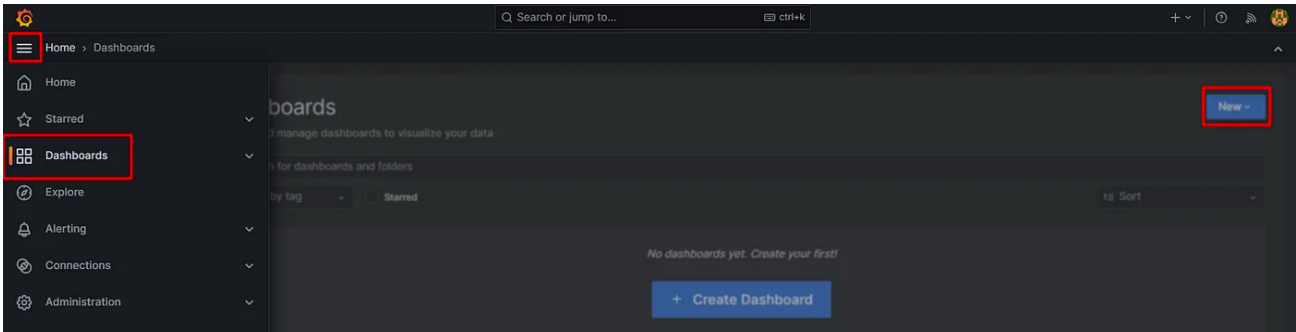 Search or jump to... ctrl+k
Home › Dashboards
Home
Starred
Dashboards
Explore
Alerting
Connections
Administration
boards
New
d manage dashboards to visualize your data
h for dashboards and folders
by tag
Starred
Sort
No dashboards yet. Create your first!
+ Create Dashboard